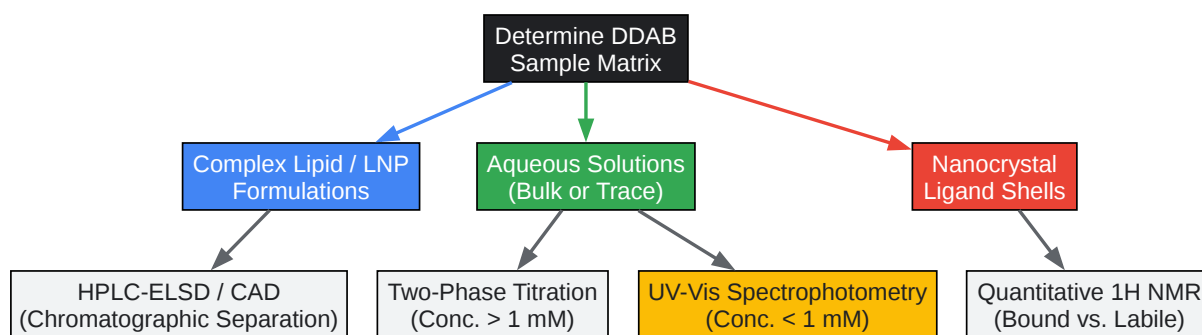 Determine DDAB
Sample Matrix
Complex Lipid / LNP
Formulations
Aqueous Solutions
(Bulk or Trace)
Nanocrystal
Ligand Shells
HPLC-ELSD / CAD
(Chromatographic Separation)
Two-Phase Titration
(Conc. > 1 mM)
UV-Vis Spectrophotometry
(Conc. < 1 mM)
Quantitative 1H NMR
(Bound vs. Labile)